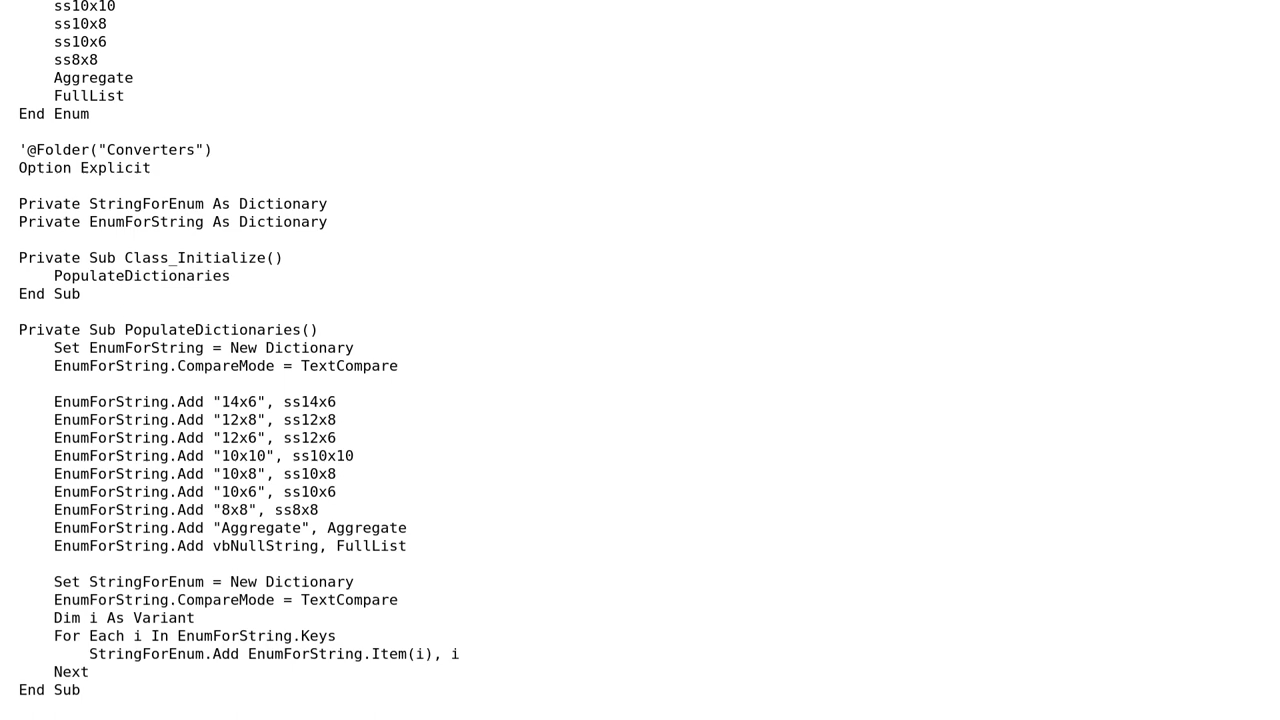 ss10x10
    ss10x8
    ss10x6
    ss8x8
    Aggregate
    FullList
End Enum

'@Folder("Converters")
Option Explicit

Private StringForEnum As Dictionary
Private EnumForString As Dictionary

Private Sub Class_Initialize()
    PopulateDictionaries
End Sub

Private Sub PopulateDictionaries()
    Set EnumForString = New Dictionary
    EnumForString.CompareMode = TextCompare

    EnumForString.Add "14x6", ss14x6
    EnumForString.Add "12x8", ss12x8
    EnumForString.Add "12x6", ss12x6
    EnumForString.Add "10x10", ss10x10
    EnumForString.Add "10x8", ss10x8
    EnumForString.Add "10x6", ss10x6
    EnumForString.Add "8x8", ss8x8
    EnumForString.Add "Aggregate", Aggregate
    EnumForString.Add vbNullString, FullList

    Set StringForEnum = New Dictionary
    EnumForString.CompareMode = TextCompare
    Dim i As Variant
    For Each i In EnumForString.Keys
        StringForEnum.Add EnumForString.Item(i), i
    Next
End Sub